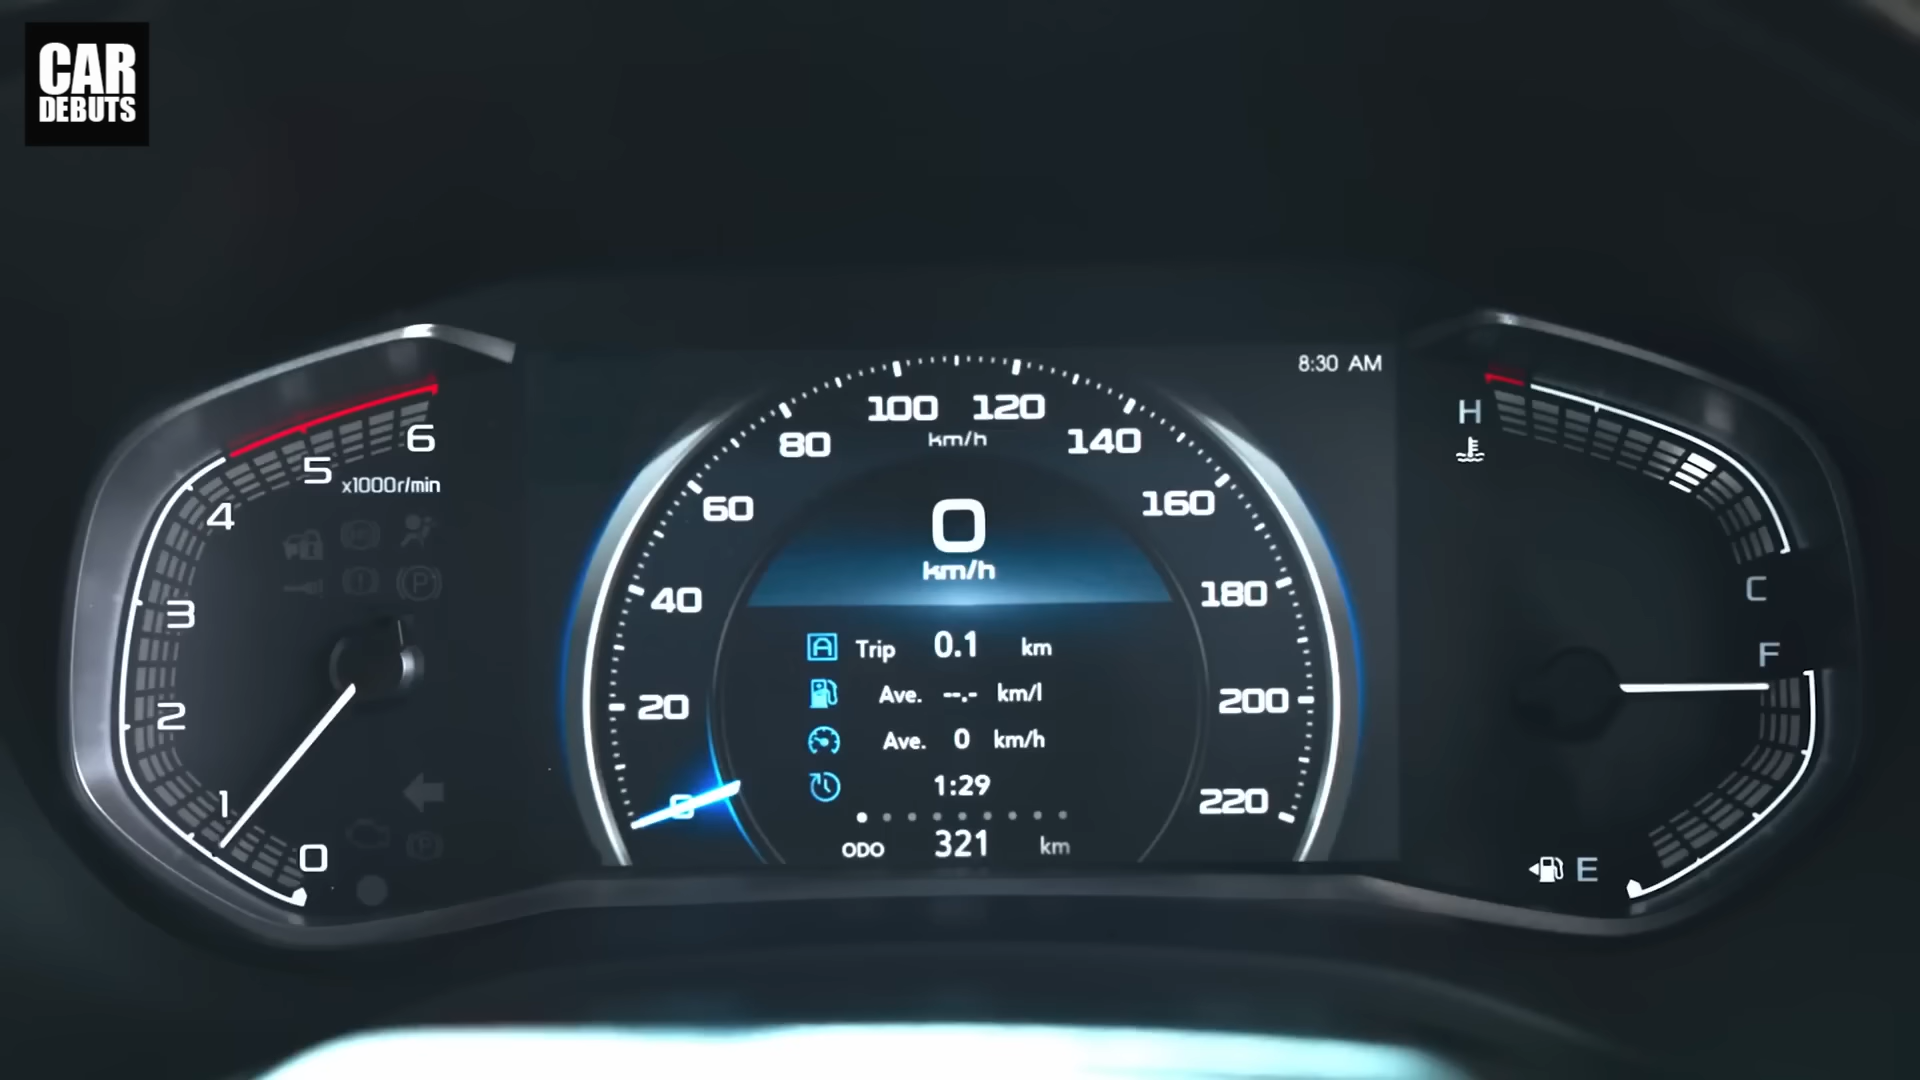 CAR
DEBUTS
8:30 AM
6
5
x1000r/min
4
3
2
1
0
100 120
km/h
80
140
60
160
40
180
20
200
0
220
0
km/h
A Trip 0.1 km
Ave. --.- km/l
Ave. 0 km/h
1:29
ODO 321 km
H
C
F
E
P